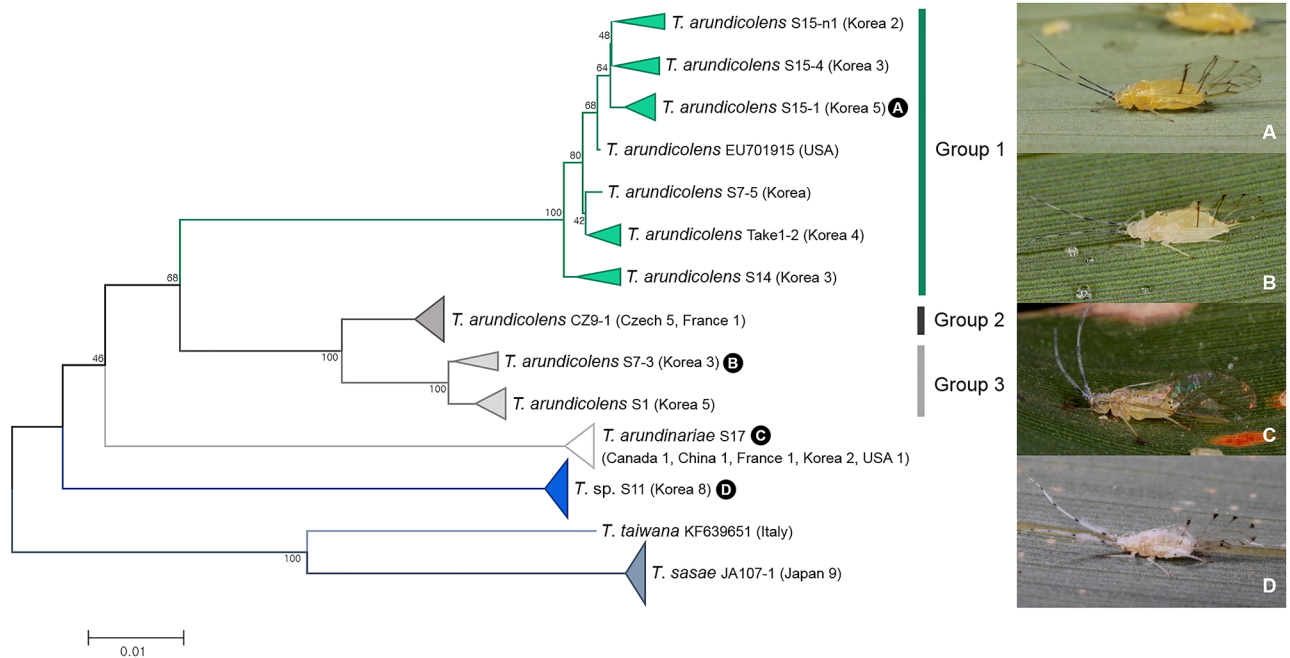 48
T. arundicolens S15-n1 (Korea 2)
64
T. arundicolens S15-4 (Korea 3)
68
T. arundicolens S15-1 (Korea 5) A
80
T. arundicolens EU701915 (USA)
T. arundicolens S7-5 (Korea)
100
42
T. arundicolens Take1-2 (Korea 4)
T. arundicolens S14 (Korea 3)
Group 1
68
T. arundicolens CZ9-1 (Czech 5, France 1)
Group 2
100
T. arundicolens S7-3 (Korea 3) B
100
T. arundicolens S1 (Korea 5)
Group 3
46
T. arundinariae S17 C
(Canada 1, China 1, France 1, Korea 2, USA 1)
T. sp. S11 (Korea 8) D
T. taiwana KF639651 (Italy)
100
T. sasae JA107-1 (Japan 9)
0.01
A
B
C
D